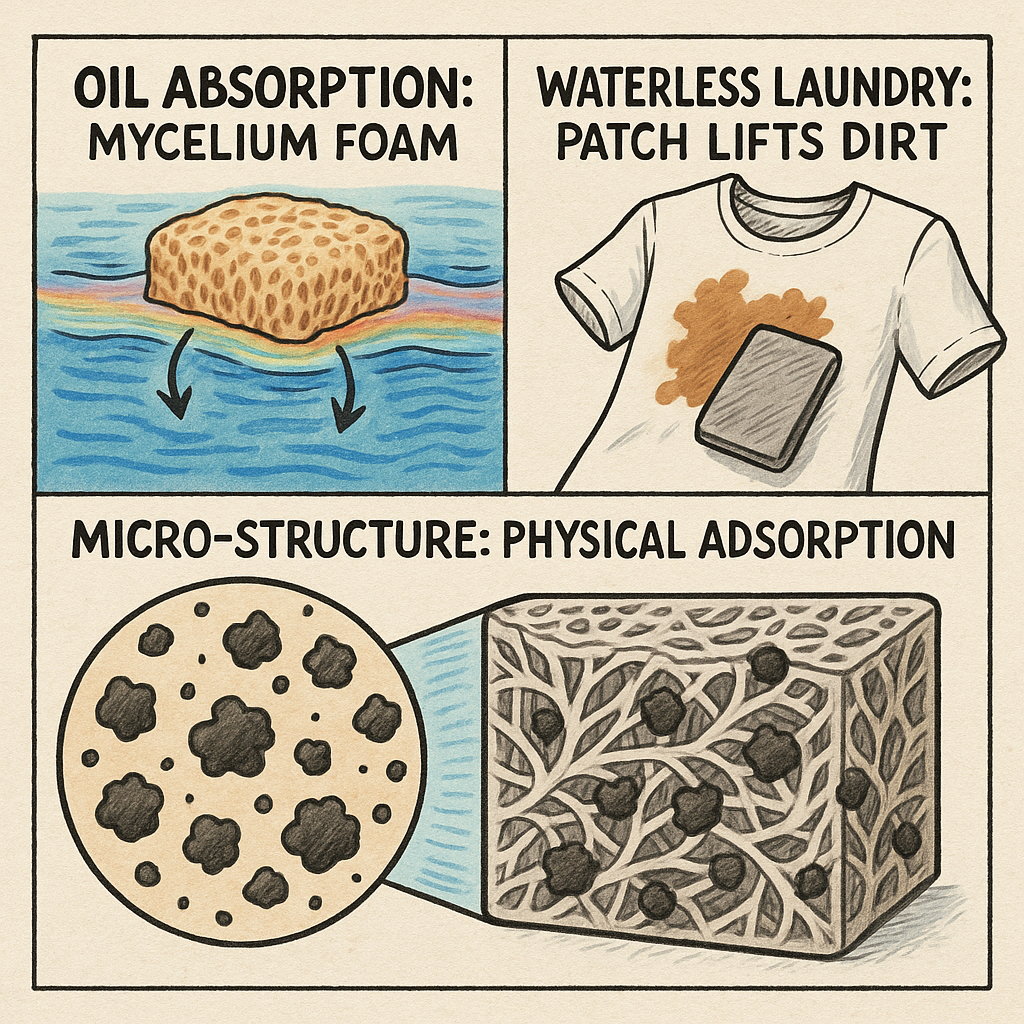 OIL ABSORPTION:
MYCELIUM FOAM
WATERLESS LAUNDRY:
PATCH LIFTS DIRT
MICRO-STRUCTURE: PHYSICAL ADSORPTION